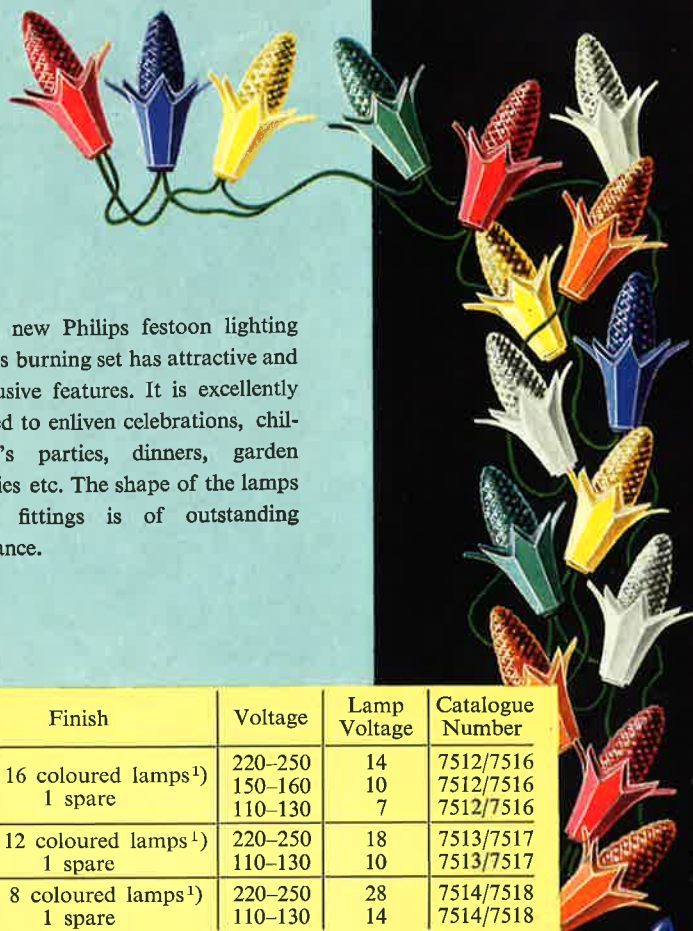 new Philips festoon lighting
s burning set has attractive and
usive features. It is excellently
ed to enliven celebrations, chil-
's parties, dinners, garden
ies etc. The shape of the lamps
fittings is of outstanding
ance.
Finish Voltage Lamp Voltage Catalogue Number
16 coloured lamps¹) 220–250 14 7512/7516
1 spare 150–160 10 7512/7516
110–130 7 7512/7516
12 coloured lamps¹) 220–250 18 7513/7517
1 spare 110–130 10 7513/7517
8 coloured lamps¹) 220–250 28 7514/7518
1 spare 110–130 14 7514/7518